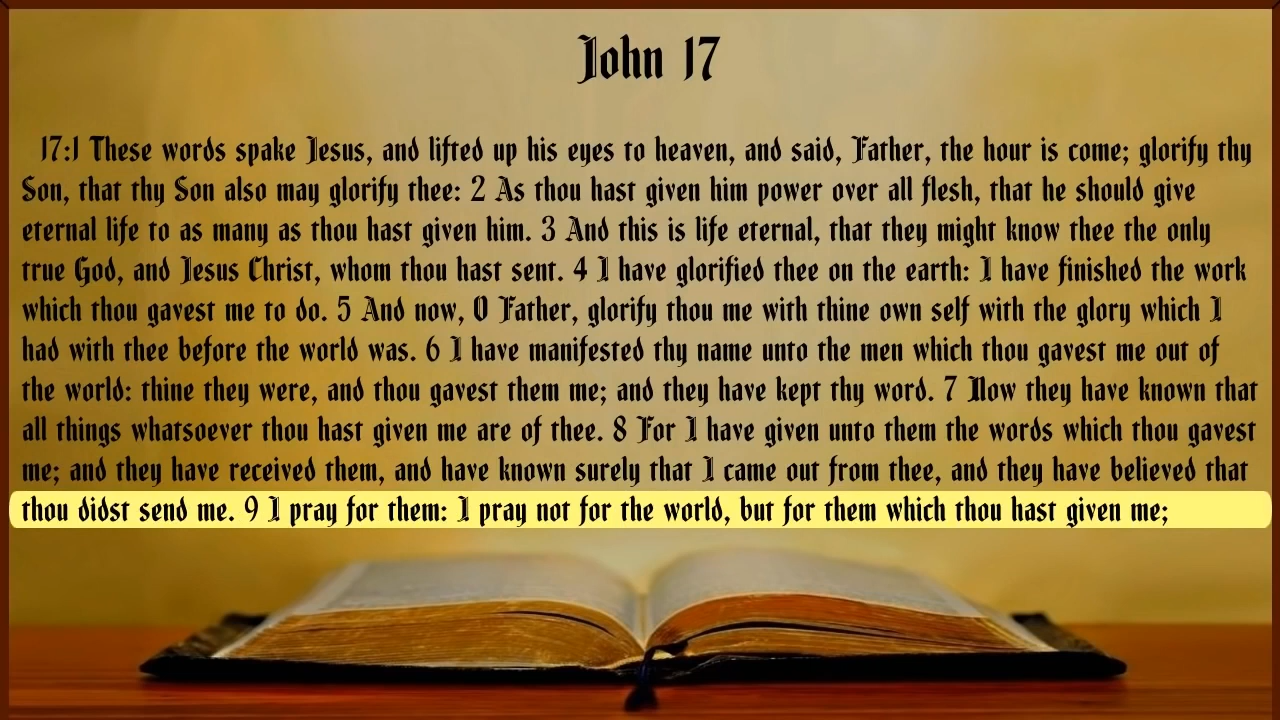 John 17
17:1 These words spake Jesus, and lifted up his eyes to heaven, and said, Father, the hour is come; glorify thy
Son, that thy Son also may glorify thee: 2 As thou hast given him power over all flesh, that he should give
eternal life to as many as thou hast given him. 3 And this is life eternal, that they might know thee the only
true God, and Jesus Christ, whom thou hast sent. 4 I have glorified thee on the earth: I have finished the work
which thou gavest me to do. 5 And now, O Father, glorify thou me with thine own self with the glory which I
had with thee before the world was. 6 I have manifested thy name unto the men which thou gavest me out of
the world: thine they were, and thou gavest them me; and they have kept thy word. 7 Now they have known that
all things whatsoever thou hast given me are of thee. 8 For I have given unto them the words which thou gavest
me; and they have received them, and have known surely that I came out from thee, and they have believed that
thou didst send me. 9 I pray for them: I pray not for the world, but for them which thou hast given me;